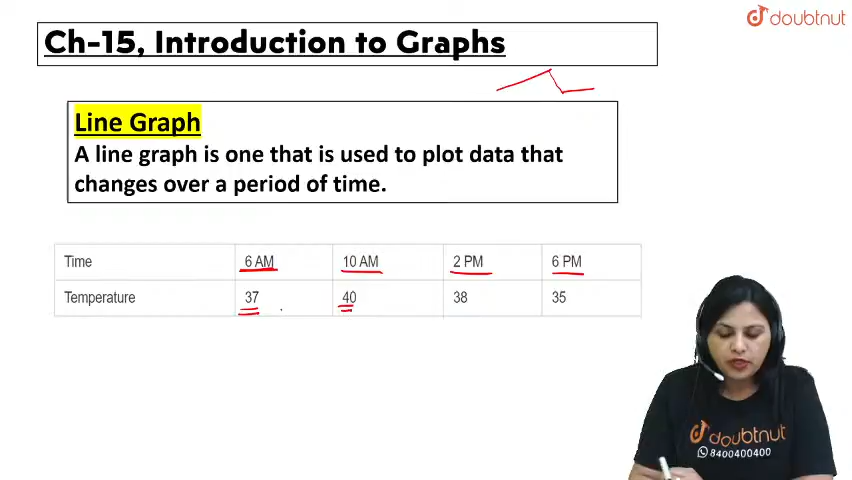 doubtnut
Ch-15, Introduction to Graphs
Line Graph
A line graph is one that is used to plot data that
changes over a period of time.
Time 6 AM 10 AM 2 PM 6 PM
Temperature 37 40 38 35
doubtnut
8400400400